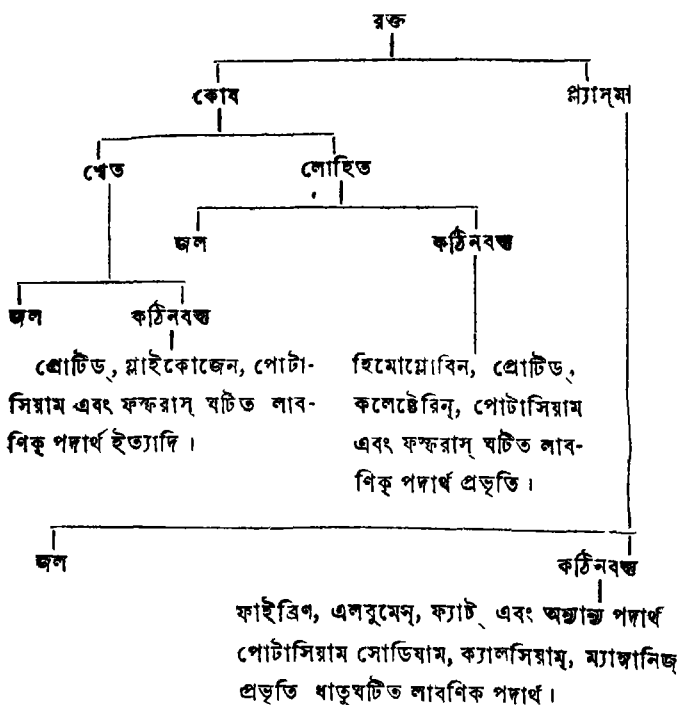 রক্ত
কোষ প্ল্যাস্‌মা
শ্বেত লোহিত
জল কঠিনবস্তু
জল কঠিনবস্তু
প্রোটিড্‌, গ্লাইকোজেন, পোটা-
সিয়াম এবং ফস্ফরাস্‌ ঘটিত লাব-
ণিক্‌ পদার্থ ইত্যাদি।
হিমোগ্লোবিন, প্রোটিড্‌,
কলেষ্টেরিন্‌, পোটাসিয়াম
এবং ফস্ফরাস্‌ ঘটিত লাব-
ণিক্‌ পদার্থ প্রভৃতি।
জল কঠিনবস্তু
ফাইব্রিণ, এলবুমেন্‌, ফ্যাট্‌ এবং অন্যান্য পদার্থ
পোটাসিয়াম সোডিযাম, ক্যালসিয়াম্‌, ম্যাঙ্গানিজ্‌
প্রভৃতি ধাতুঘটিত লাবণিক পদার্থ।